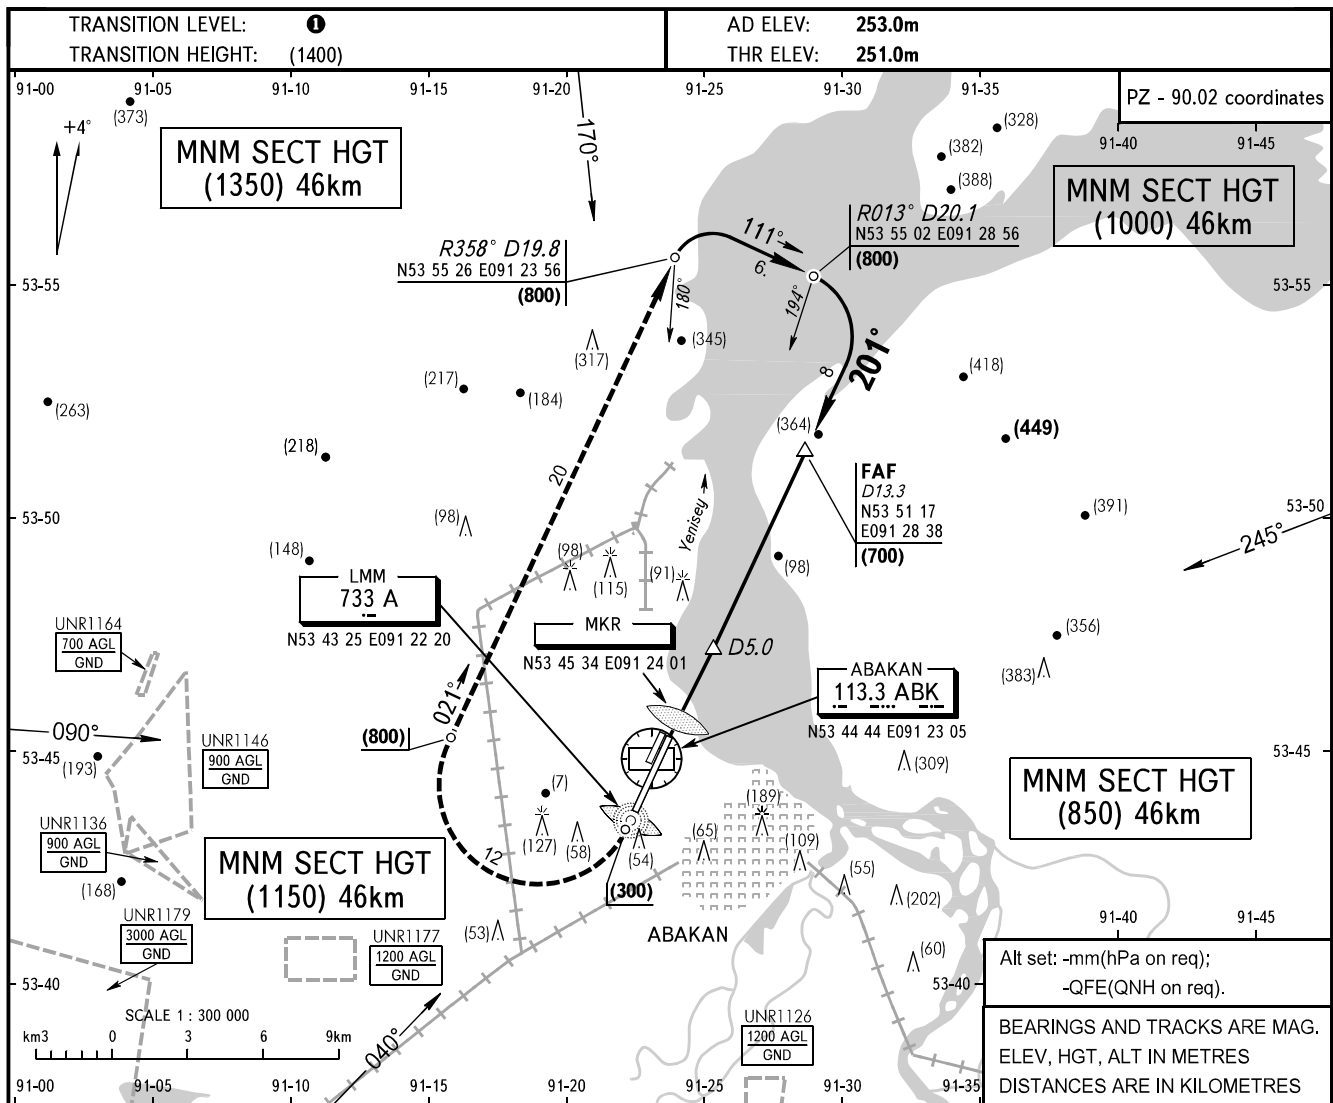 TRANSITION LEVEL: ❶
TRANSITION HEIGHT: (1400)
AD ELEV: 253.0m
THR ELEV: 251.0m
91-00 91-05 91-10 91-15 91-20 91-25 91-30 91-35
PZ - 90.02 coordinates
91-40 91-45
+4°
(373)
MNM SECT HGT
(1350) 46km
170°
(328)
(382)
(388)
MNM SECT HGT
(1000) 46km
R358° D19.8
N53 55 26 E091 23 56
(800)
111°
6.
R013° D20.1
N53 55 02 E091 28 56
(800)
53-55
53-55
180°
194°
(345)
(317)
8
201°
(217)
(184)
(263)
(418)
(364)
(449)
(218)
20
FAF
D13.3
N53 51 17
E091 28 38
(700)
53-50
53-50
(98)
(391)
Yenisey
245°
(148)
(98)
(115)
(91)
(98)
LMM
733 A
N53 43 25 E091 22 20
MKR
N53 45 34 E091 24 01
D5.0
(356)
(383)
UNR1164
700 AGL
GND
ABAKAN
113.3 ABK
N53 44 44 E091 23 05
021°
090°
(800)
UNR1146
900 AGL
GND
53-45
53-45
(193)
(309)
MNM SECT HGT
(850) 46km
(7)
(189)
UNR1136
900 AGL
GND
(127)
(58)
(54)
(65)
(109)
12
MNM SECT HGT
(1150) 46km
(168)
(300)
(55)
(202)
UNR1179
3000 AGL
GND
(53)
UNR1177
1200 AGL
GND
ABAKAN
(60)
91-40 91-45
53-40
53-40
Alt set: -mm(hPa on req);
-QFE(QNH on req).
SCALE 1 : 300 000
km3 0 3 6 9km
040°
UNR1126
1200 AGL
GND
BEARINGS AND TRACKS ARE MAG.
ELEV, HGT, ALT IN METRES
DISTANCES ARE IN KILOMETRES
91-00 91-05 91-10 91-15 91-20 91-25 91-30 91-35